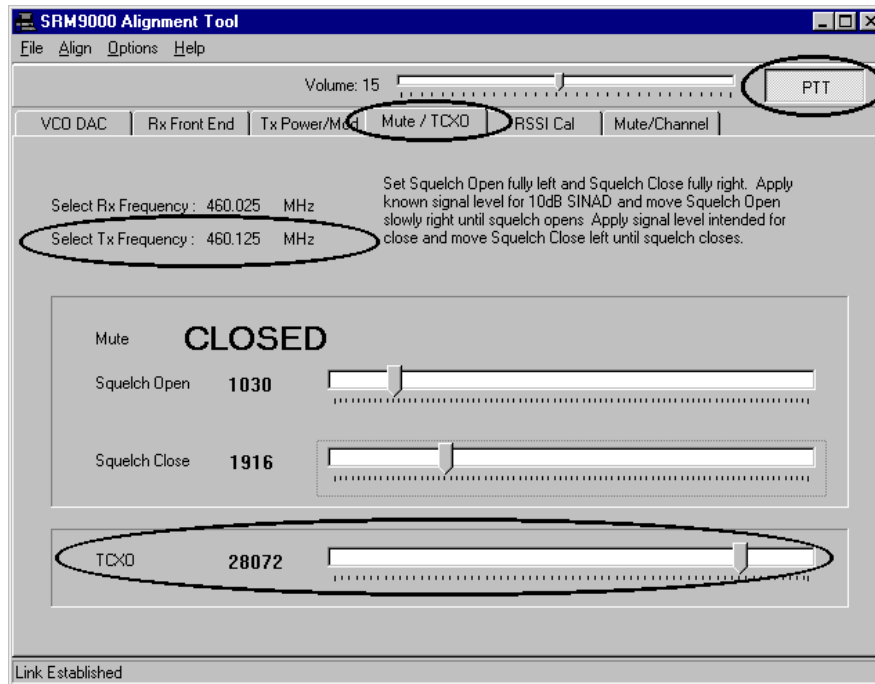 SRM9000 Alignment Tool
File Align Options Help
Volume: 15
PTT
VCO DAC Rx Front End Tx Power/Mod Mute / TCXO RSSI Cal Mute/Channel
Select Rx Frequency : 460.025 MHz
Select Tx Frequency : 460.125 MHz
Set Squelch Open fully left and Squelch Close fully right. Apply
known signal level for 10dB SINAD and move Squelch Open
slowly right until squelch opens Apply signal level intended for
close and move Squelch Close left until squelch closes.
Mute CLOSED
Squelch Open 1030
Squelch Close 1916
TCXO 28072
Link Established